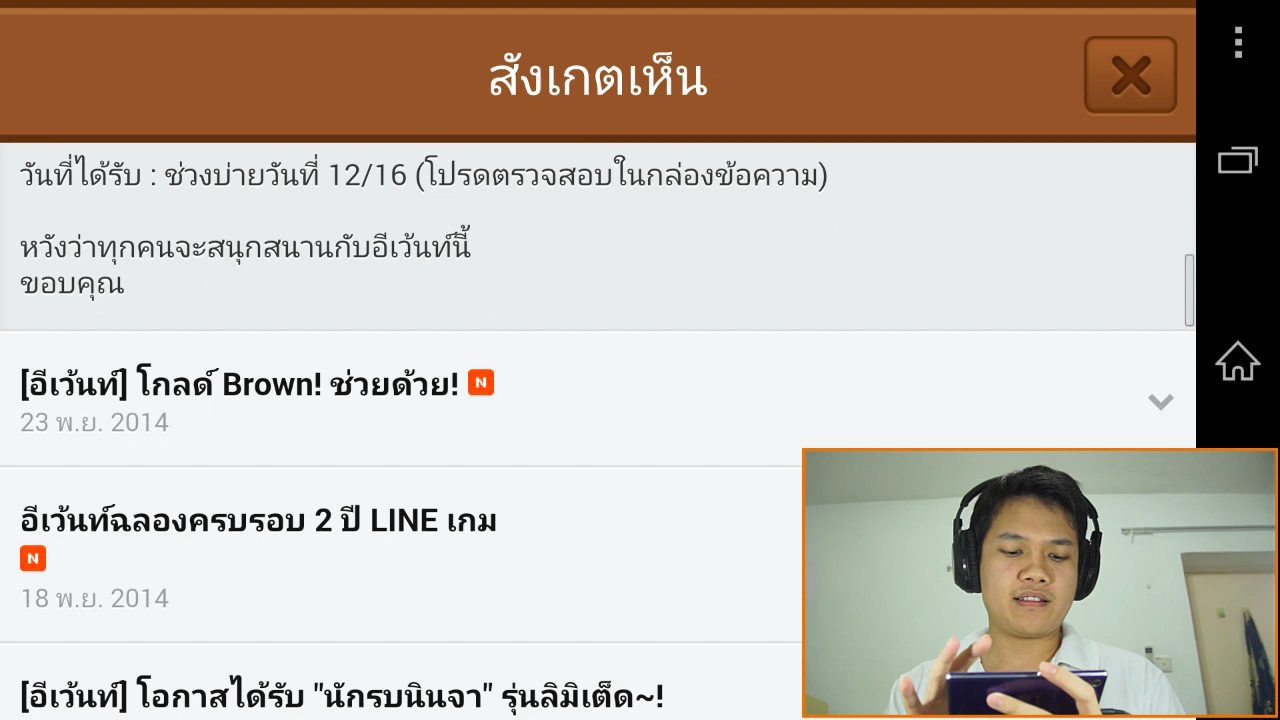 สังเกตเห็น
วันที่ได้รับ : ช่วงบ่ายวันที่ 12/16 (โปรดตรวจสอบในกล่องข้อความ)
หวังว่าทุกคนจะสนุกสนานกับอีเว้นท์นี้
ขอบคุณ
[อีเว้นท์] โกลด์ Brown! ช่วยด้วย! N
23 พ.ย. 2014
อีเว้นท์ฉลองครบรอบ 2 ปี LINE เกม
N
18 พ.ย. 2014
[อีเว้นท์] โอกาสได้รับ "นักรบนินจา" รุ่นลิมิเต็ด~!